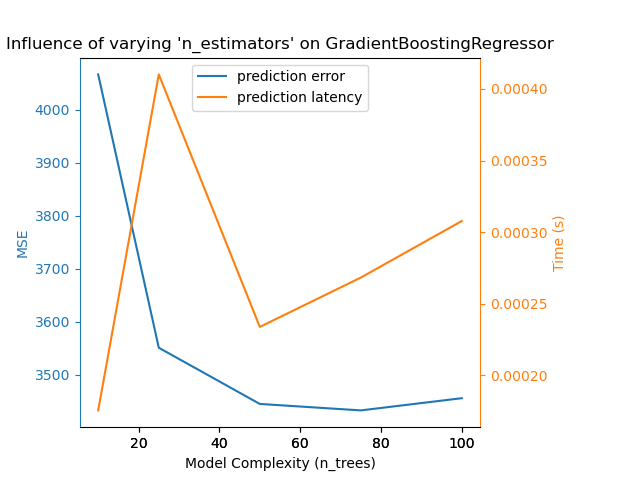 Influence of varying 'n_estimators' on GradientBoostingRegressor
prediction error
prediction latency
4000
3900
3800
3700
3600
3500
MSE
0.00040
0.00035
0.00030
0.00025
0.00020
Time (s)
20 40 60 80 100
Model Complexity (n_trees)